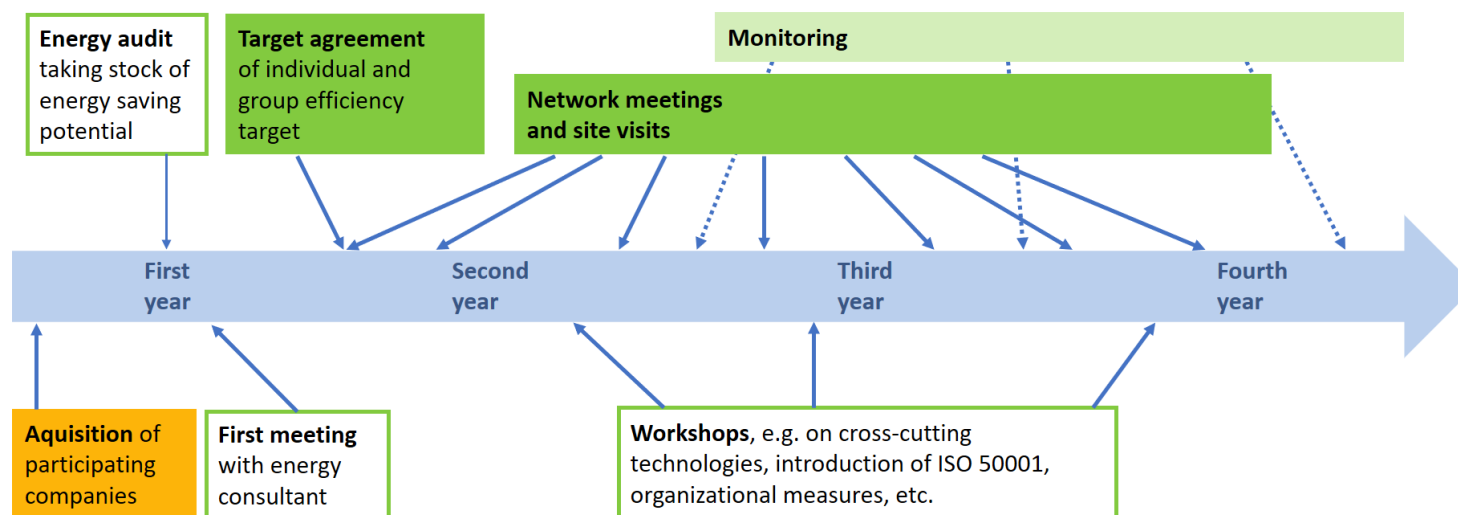 Energy audit
taking stock of
energy saving
potential
Target agreement
of individual and
group efficiency
target
Monitoring
Network meetings
and site visits
First
year
Second
year
Third
year
Fourth
year
Aquisition of
participating
companies
First meeting
with energy
consultant
Workshops, e.g. on cross-cutting
technologies, introduction of ISO 50001,
organizational measures, etc.